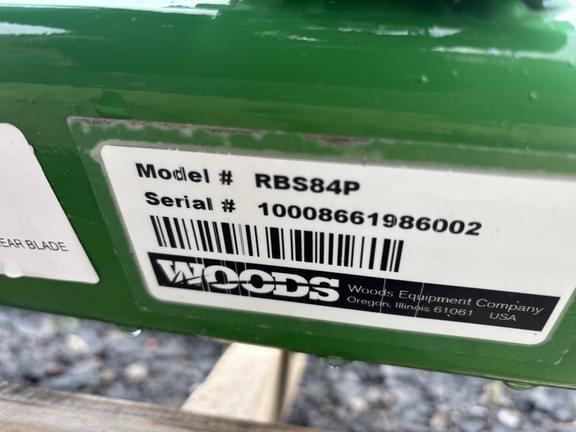 Model # RBS84P
Serial # 10008661986002
WOODS
Woods Equipment Company
Oregon, Illinois 61061 USA
EAR BLADE